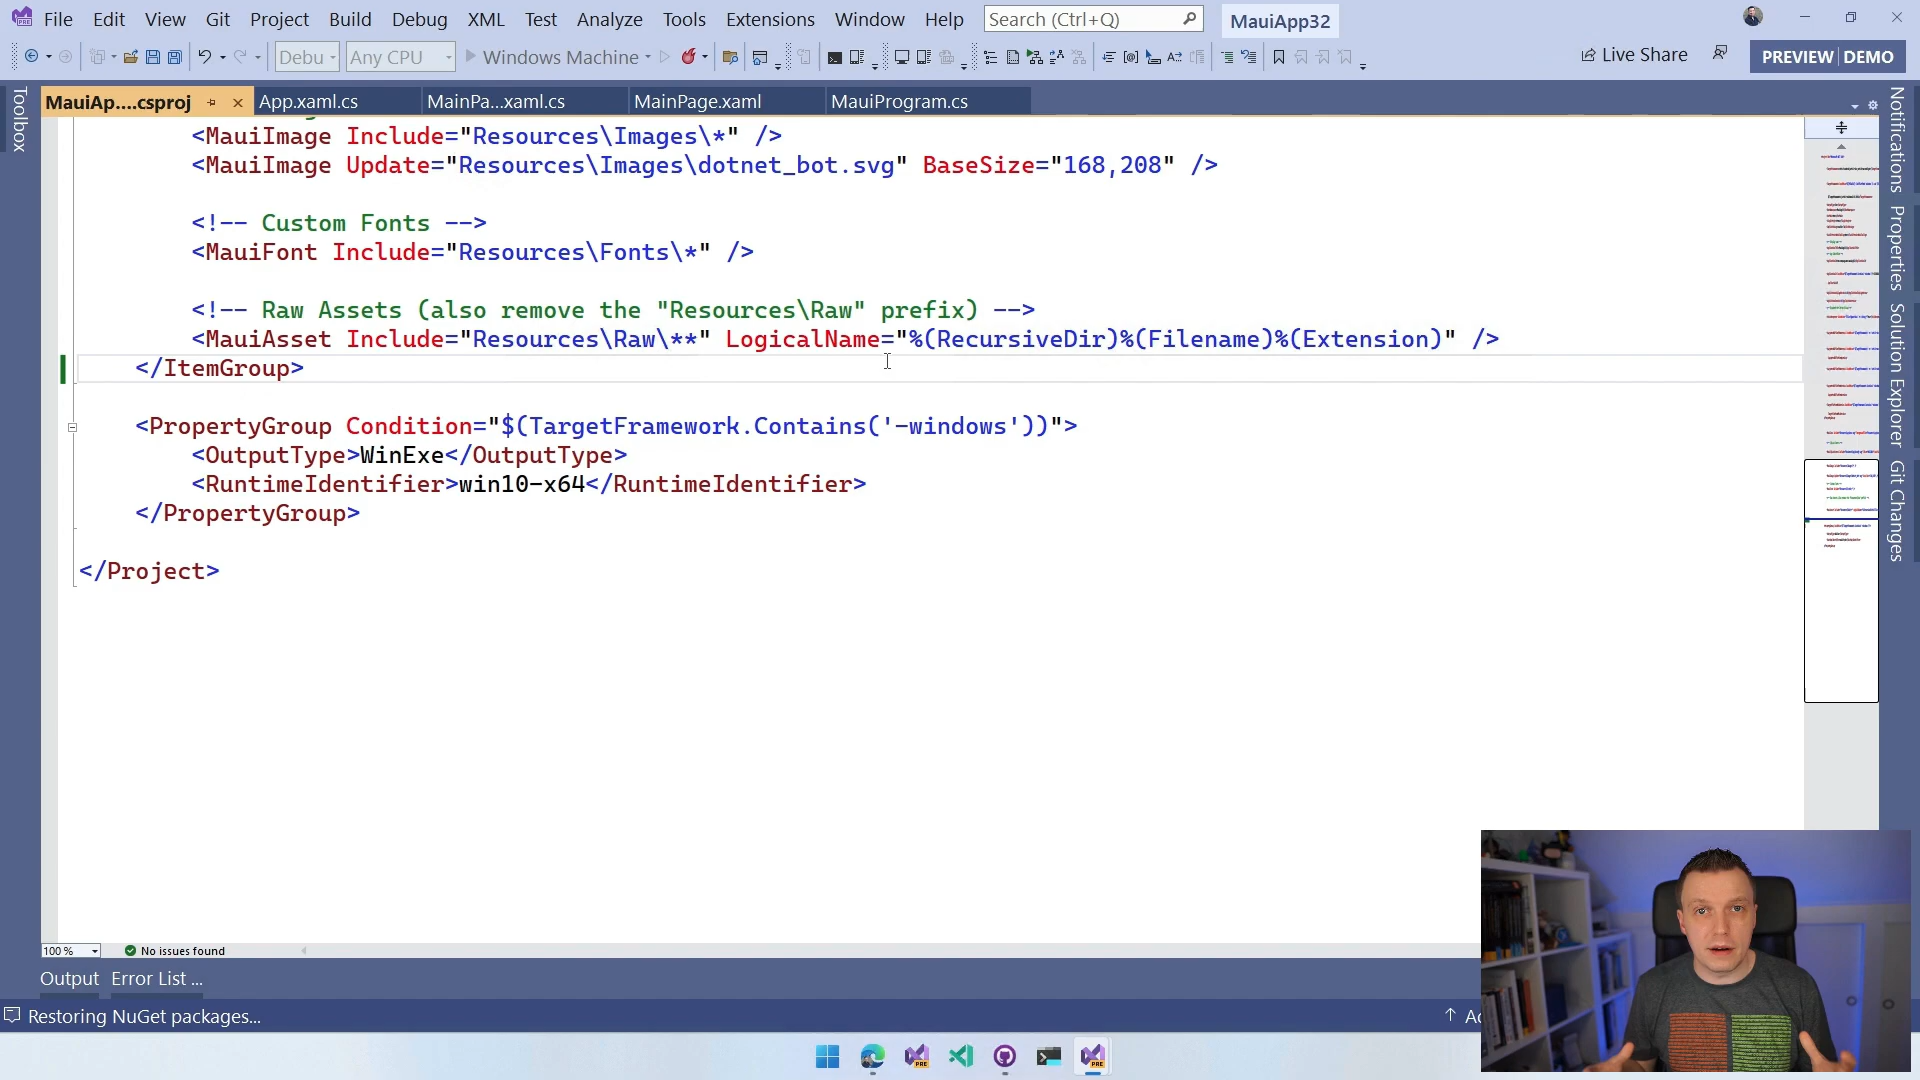 File Edit View Git Project Build Debug XML Test Analyze Tools Extensions Window Help Search (Ctrl+Q) MauiApp32
Debu Any CPU Windows Machine Live Share PREVIEW DEMO
Toolbox
MauiAp....csproj App.xaml.cs MainPa...xaml.cs MainPage.xaml MauiProgram.cs
<MauiImage Include="Resources\Images\*" />
<MauiImage Update="Resources\Images\dotnet_bot.svg" BaseSize="168,208" />
<!-- Custom Fonts -->
<MauiFont Include="Resources\Fonts\*" />
<!-- Raw Assets (also remove the "Resources\Raw" prefix) -->
<MauiAsset Include="Resources\Raw\**" LogicalName="%(RecursiveDir)%(Filename)%(Extension)" />
</ItemGroup>
<PropertyGroup Condition="$(TargetFramework.Contains('-windows'))">
<OutputType>WinExe</OutputType>
<RuntimeIdentifier>win10-x64</RuntimeIdentifier>
</PropertyGroup>
</Project>
Notifications
Properties
Solution Explorer
Git Changes
100 % No issues found
Output Error List ...
Restoring NuGet packages...